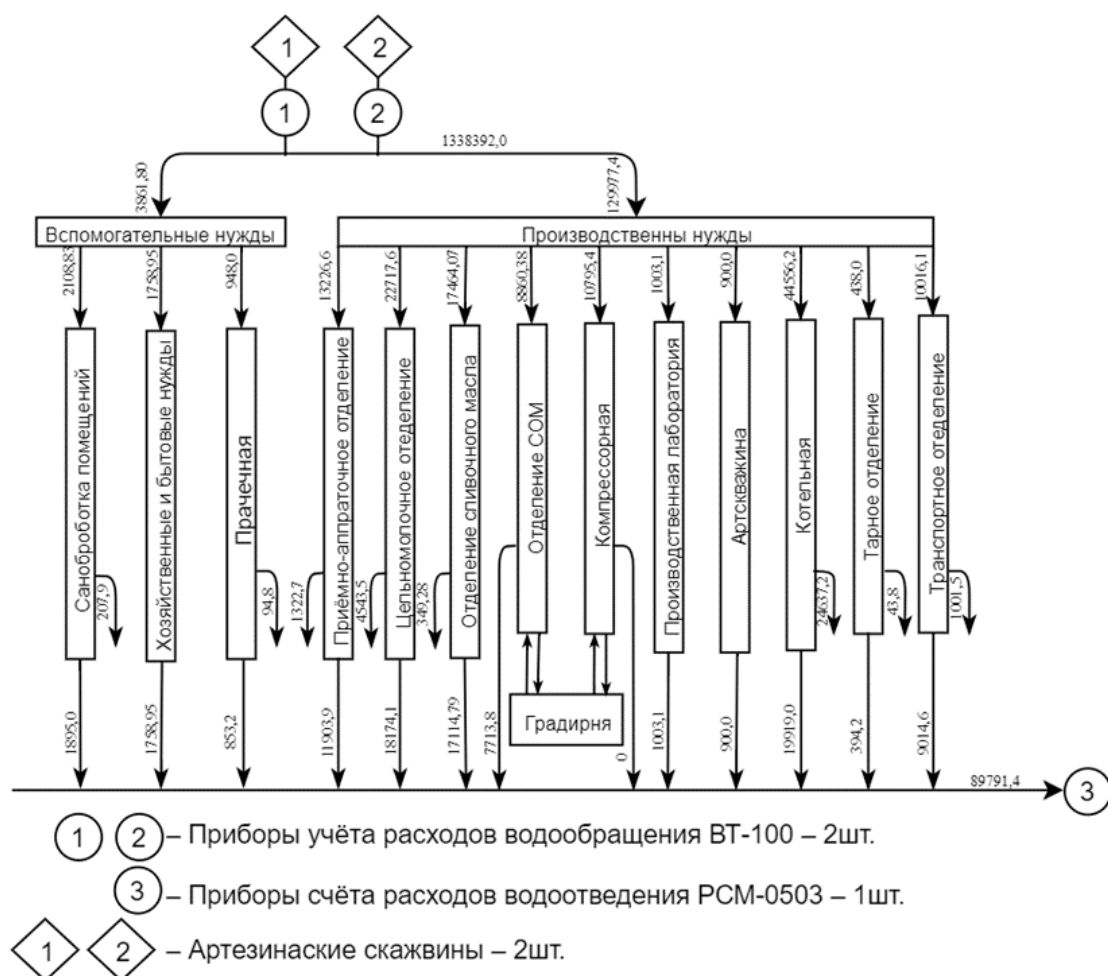 1
2
1
2
1338392,0
3861,80
129977,4
Вспомогательные нужды
Производственны нужды
2108,83
1758,95
948,0
13226,6
22717,6
17464,07
8860,38
10795,4
1003,1
900,0
44556,2
438,0
10016,1
Саноброботка помещений
Хозяйственные и бытовые нужды
Прачечная
Приёмно-аппраточное отделение
Цельномолочное отеделение
Отделение сливочного масла
Отделение СОМ
Компрессорная
Производственная лаборатория
Артскважина
Котельная
Тарное отделение
Транспортное отеделение
207,9
94,8
1322,7
4543,5
349,28
24637,2
43,8
1001,5
Градирня
1895,0
1758,95
853,2
11903,9
18174,1
17114,79
7713,8
0
1003,1
900,0
19919,0
394,2
9014,6
89791,4
3
1 2 – Приборы учёта расходов водообращения ВТ-100 – 2шт.
3 – Приборы счёта расходов водоотведения РСМ-0503 – 1шт.
1 2 – Артезинаские скажвины – 2шт.